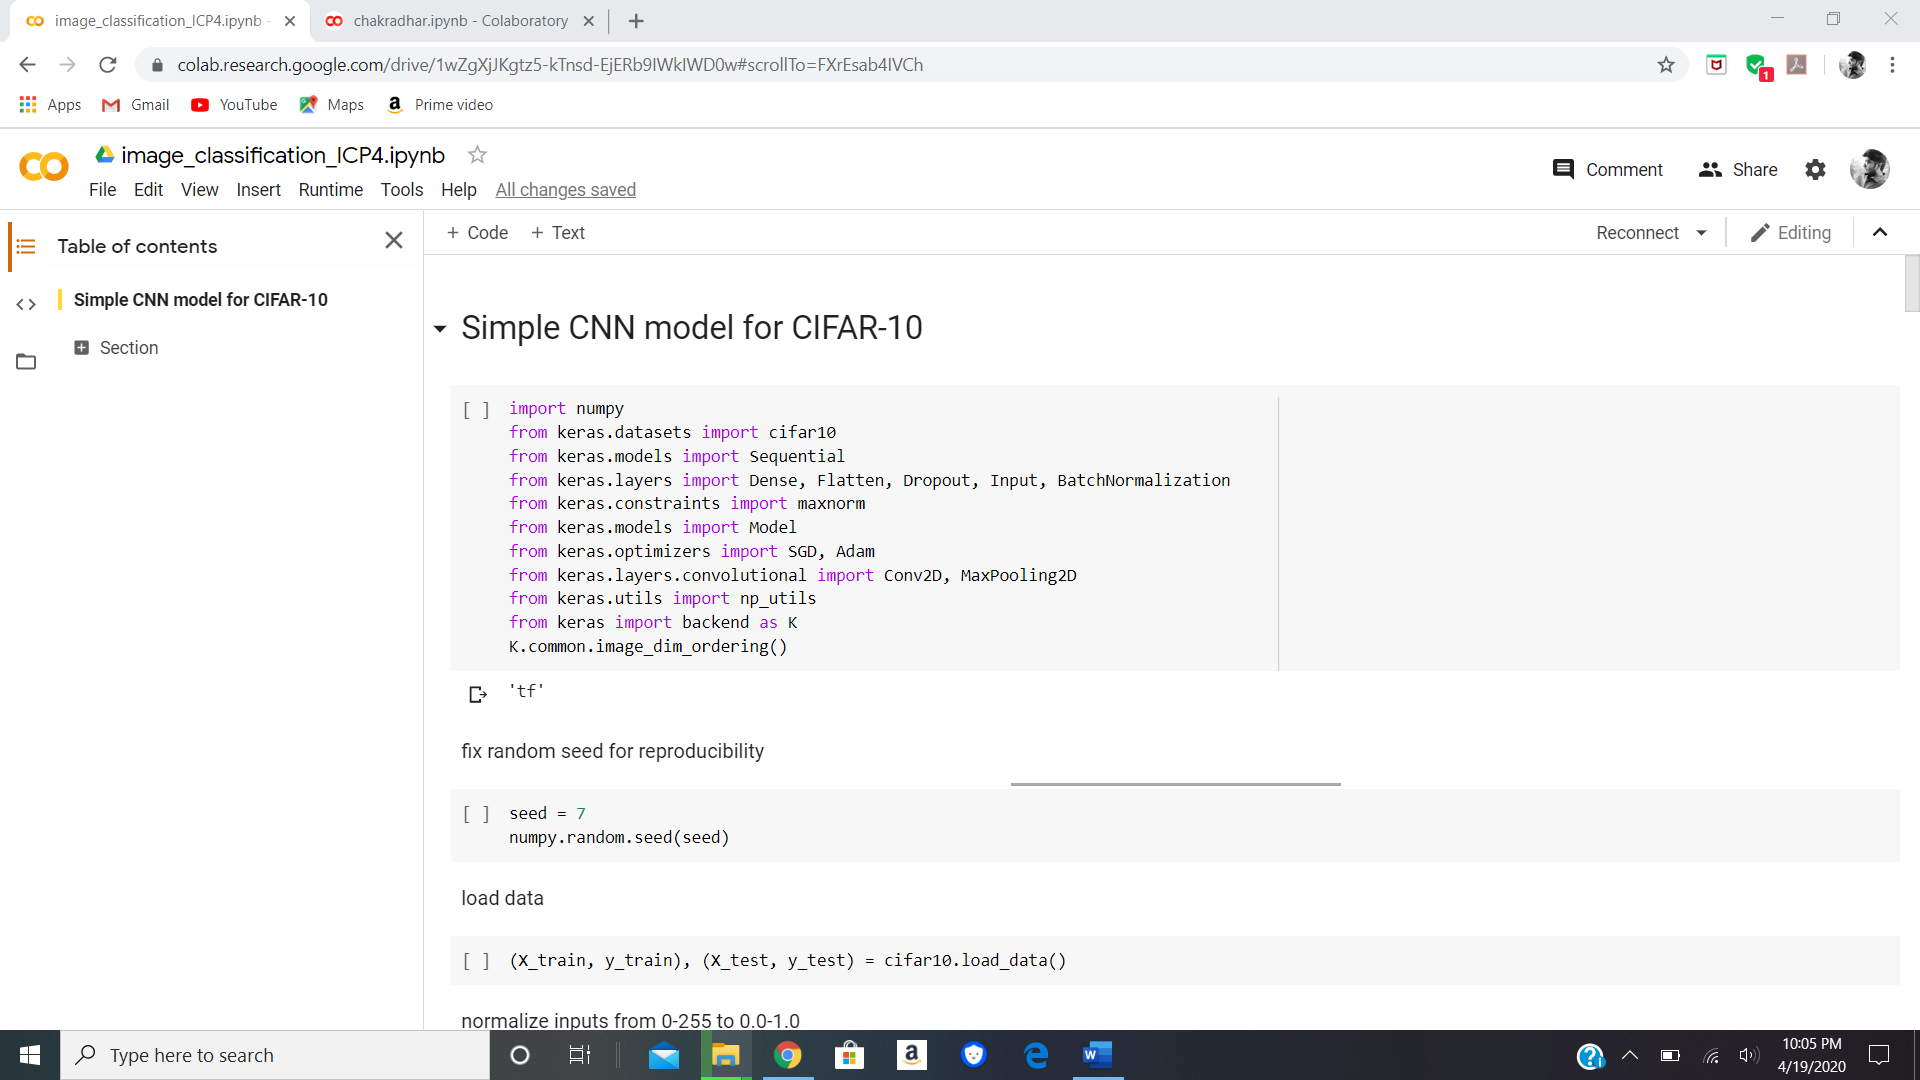 image_classification_ICP4.ipynb -
chakradhar.ipynb - Colaboratory
colab.research.google.com/drive/1wZgXjJKgtz5-kTnsd-EjERb9IWkIWD0w#scrollTo=FXrEsab4IVCh
1
Apps
Gmail
YouTube
Maps
Prime video
image_classification_ICP4.ipynb
File Edit View Insert Runtime Tools Help All changes saved
Comment
Share
Table of contents
Simple CNN model for CIFAR-10
Section
+ Code + Text
Reconnect
Editing
Simple CNN model for CIFAR-10
[ ] import numpy
from keras.datasets import cifar10
from keras.models import Sequential
from keras.layers import Dense, Flatten, Dropout, Input, BatchNormalization
from keras.constraints import maxnorm
from keras.models import Model
from keras.optimizers import SGD, Adam
from keras.layers.convolutional import Conv2D, MaxPooling2D
from keras.utils import np_utils
from keras import backend as K
K.common.image_dim_ordering()
'tf'
fix random seed for reproducibility
[ ] seed = 7
numpy.random.seed(seed)
load data
[ ] (X_train, y_train), (X_test, y_test) = cifar10.load_data()
normalize inputs from 0-255 to 0.0-1.0
Type here to search
10:05 PM
4/19/2020